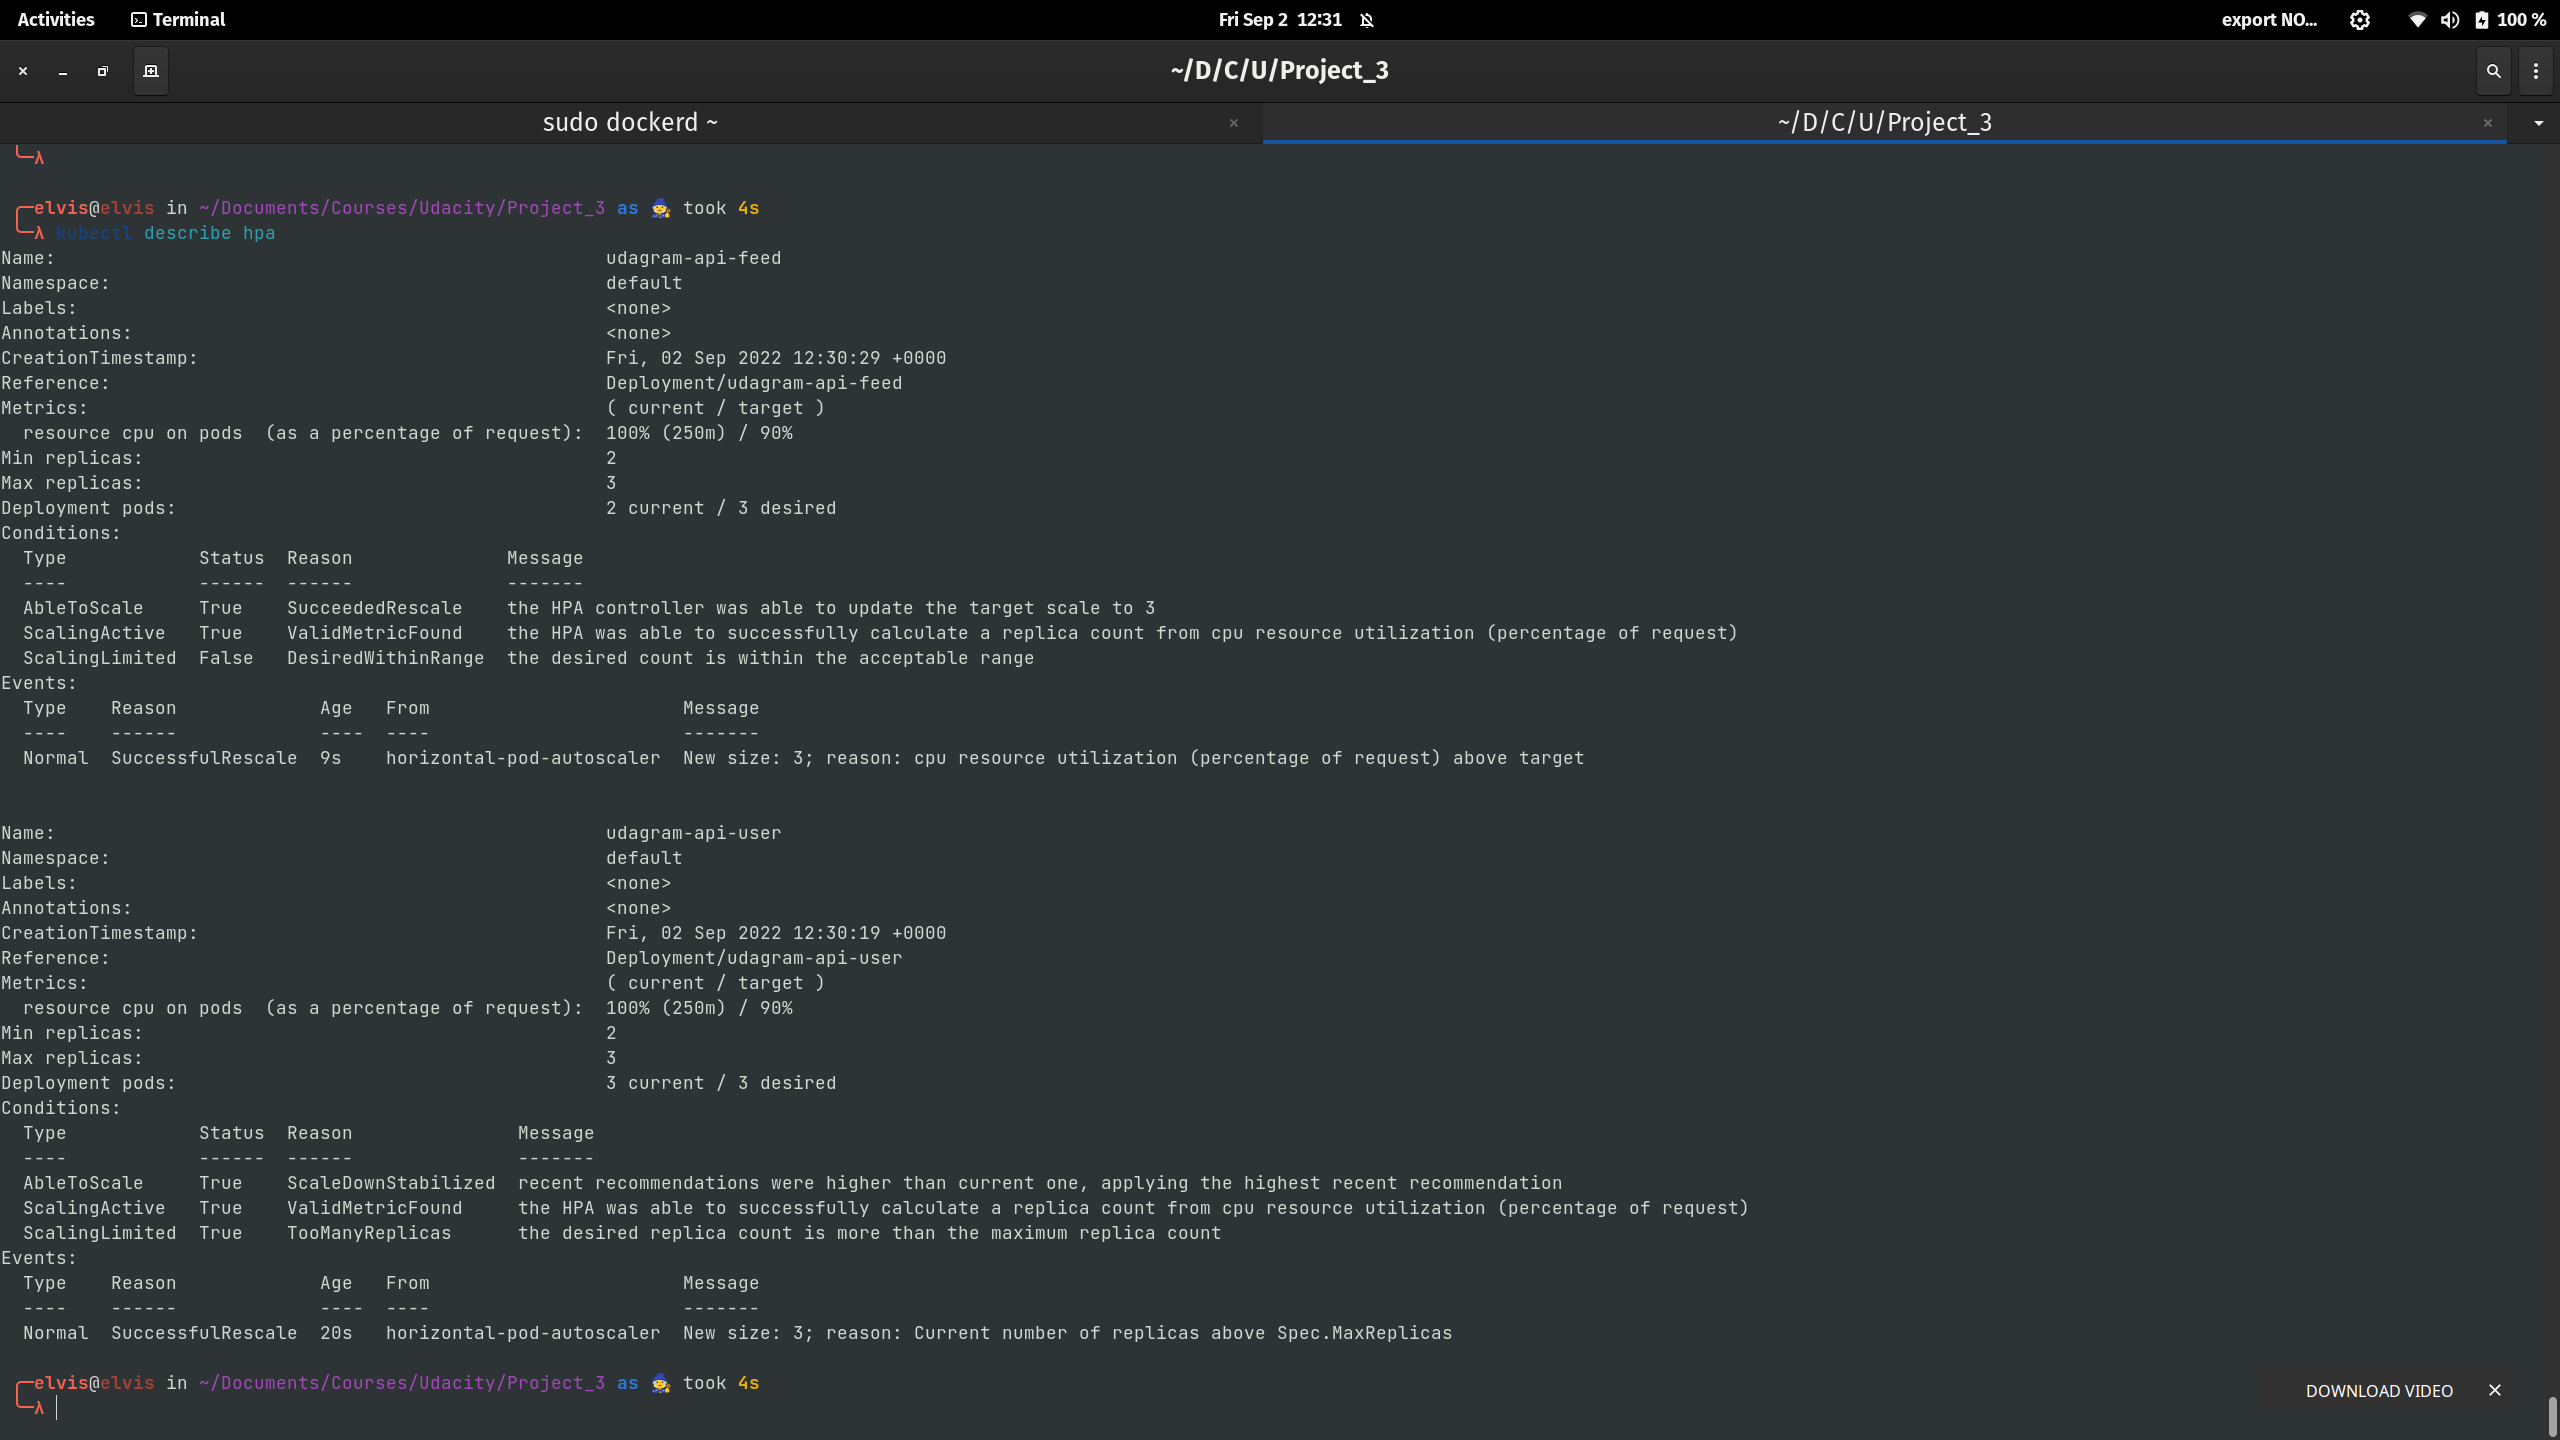 Activities Terminal Fri Sep 2 12:31 export NO... 100 %
~/D/C/U/Project_3
sudo dockerd ~ ~/D/C/U/Project_3
λ
elvis@elvis in ~/Documents/Courses/Udacity/Project_3 as 🧙 took 4s
λ kubectl describe hpa
Name: udagram-api-feed
Namespace: default
Labels: <none>
Annotations: <none>
CreationTimestamp: Fri, 02 Sep 2022 12:30:29 +0000
Reference: Deployment/udagram-api-feed
Metrics: ( current / target )
resource cpu on pods (as a percentage of request): 100% (250m) / 90%
Min replicas: 2
Max replicas: 3
Deployment pods: 2 current / 3 desired
Conditions:
Type Status Reason Message
---- ------ ------ -------
AbleToScale True SucceededRescale the HPA controller was able to update the target scale to 3
ScalingActive True ValidMetricFound the HPA was able to successfully calculate a replica count from cpu resource utilization (percentage of request)
ScalingLimited False DesiredWithinRange the desired count is within the acceptable range
Events:
Type Reason Age From Message
---- ------ ---- ---- -------
Normal SuccessfulRescale 9s horizontal-pod-autoscaler New size: 3; reason: cpu resource utilization (percentage of request) above target
Name: udagram-api-user
Namespace: default
Labels: <none>
Annotations: <none>
CreationTimestamp: Fri, 02 Sep 2022 12:30:19 +0000
Reference: Deployment/udagram-api-user
Metrics: ( current / target )
resource cpu on pods (as a percentage of request): 100% (250m) / 90%
Min replicas: 2
Max replicas: 3
Deployment pods: 3 current / 3 desired
Conditions:
Type Status Reason Message
---- ------ ------ -------
AbleToScale True ScaleDownStabilized recent recommendations were higher than current one, applying the highest recent recommendation
ScalingActive True ValidMetricFound the HPA was able to successfully calculate a replica count from cpu resource utilization (percentage of request)
ScalingLimited True TooManyReplicas the desired replica count is more than the maximum replica count
Events:
Type Reason Age From Message
---- ------ ---- ---- -------
Normal SuccessfulRescale 20s horizontal-pod-autoscaler New size: 3; reason: Current number of replicas above Spec.MaxReplicas
elvis@elvis in ~/Documents/Courses/Udacity/Project_3 as 🧙 took 4s
DOWNLOAD VIDEO
λ